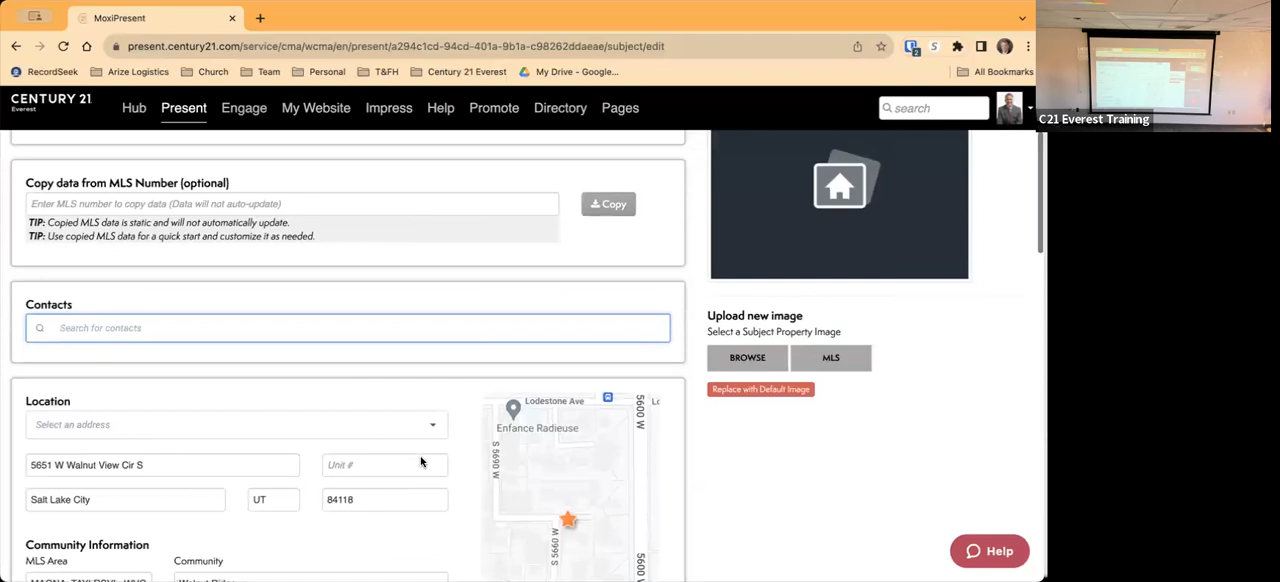 MoxiPresent
present.century21.com/service/cma/wcma/en/present/a294c1cd-94cd-401a-9b1a-c98262ddaeae/subject/edit
RecordSeek
Arize Logistics
Church
Team
Personal
T&FH
Century 21 Everest
My Drive - Google...
All Bookmarks
CENTURY 21.
Everest
Hub
Present
Engage
My Website
Impress
Help
Promote
Directory
Pages
search
C21 Everest Training
Copy data from MLS Number (optional)
Enter MLS number to copy data (Data will not auto-update)
Copy
TIP: Copied MLS data is static and will not automatically update.
TIP: Use copied MLS data for a quick start and customize it as needed.
Contacts
Search for contacts
Upload new image
Select a Subject Property Image
BROWSE
MLS
Replace with Default Image
Location
Select an address
5651 W Walnut View Cir S
Unit #
Salt Lake City
UT
84118
Lodestone Ave
Enfance Radieuse
S 5690 W
5600 W
W 0995 S
5600
Community Information
MLS Area
Community
Help